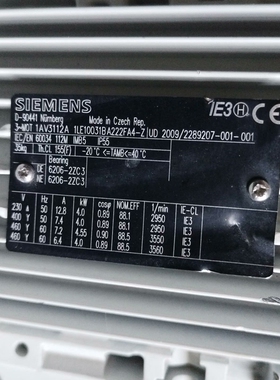 SIEMENS
IE3
D-90441 Nürnberg Made in Czech Rep.
3~MOT 1AV3112A 1LE10031BA222FA4-Z UD 2009/2289207-001-001
IEC/EN 60034 112M IMB5 IP55
35kg Th.CL 155(F) -20°C <=TAMB<=40°C
Bearing
DE 6206-2ZC3
NE 6206-2ZC3
V Hz A kW cosφ NOM.EFF 1/min IE-CL
230 Δ 50 12.8 4.0 0.89 88.1 2950 IE3
400 Y 50 7.4 4.0 0.89 88.1 2950 IE3
460 Y 60 7.2 4.55 0.90 88.5 3550 IE3
460 Y 60 6.4 4.0 0.89 88.5 3560 IE3